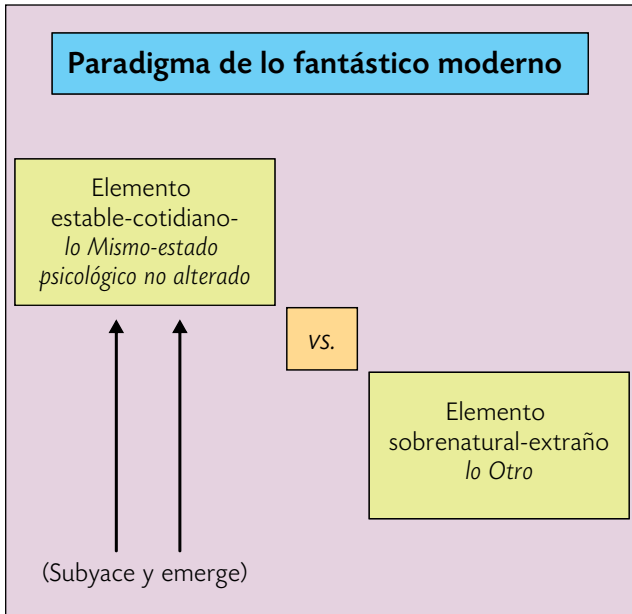 Paradigma de lo fantástico moderno
Elemento
estable-cotidiano-
lo Mismo-estado
psicológico no alterado
vs.
Elemento
sobrenatural-extraño
lo Otro
(Subyace y emerge)